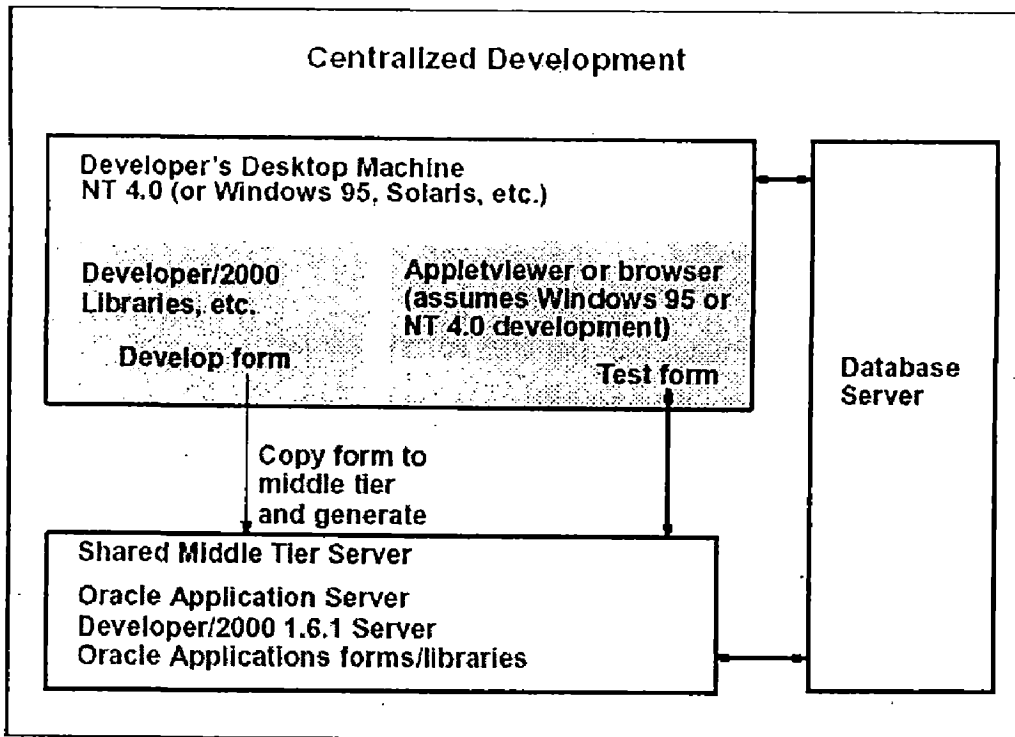 Centralized Development
Developer's Desktop Machine
NT 4.0 (or Windows 95, Solaris, etc.)
Developer/2000
Libraries, etc.
Develop form
Appletviewer or browser
(assumes Windows 95 or
NT 4.0 development)
Test form
Database
Server
Copy form to
middle tier
and generate
Shared Middle Tier Server
Oracle Application Server
Developer/2000 1.6.1 Server
Oracle Applications forms/libraries